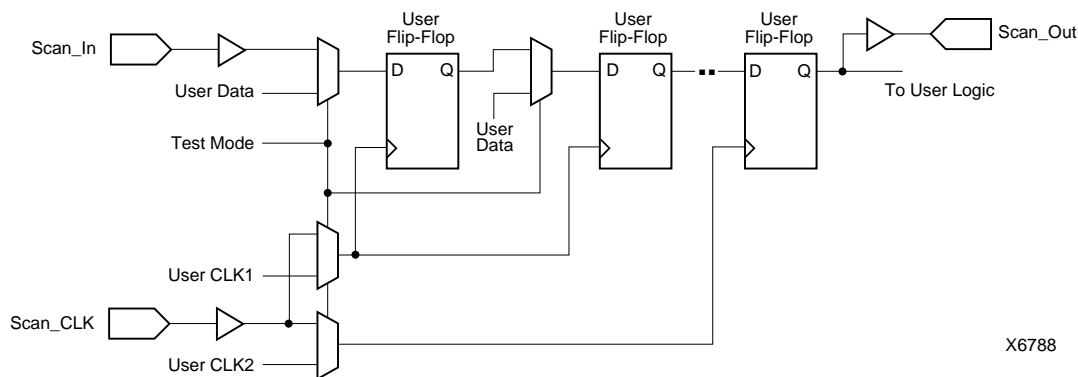 User
Flip-Flop
User
Flip-Flop
User
Flip-Flop
Scan_In
Scan_Out
D
Q
D
Q
D
Q
User Data
To User Logic
User
Data
Test Mode
User CLK1
Scan_CLK
User CLK2
X6788